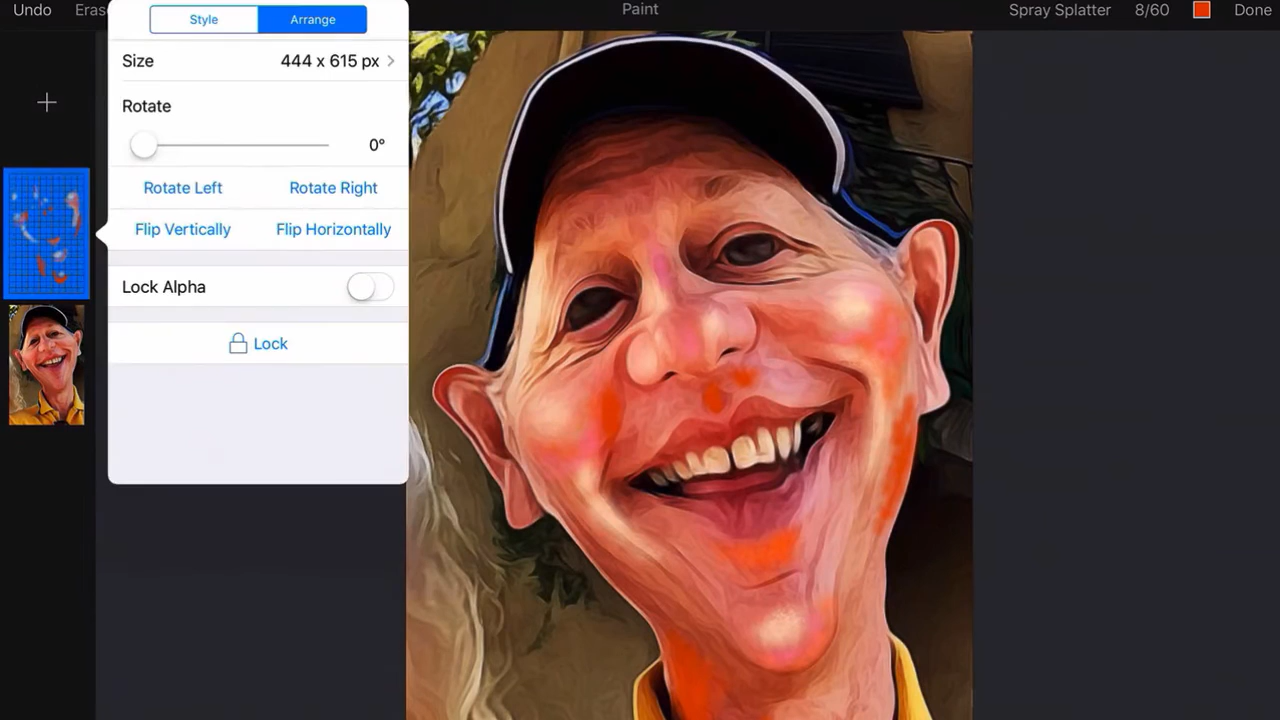 Undo Eras Paint Spray Splatter 8/60 Done
Style Arrange
Size 444 x 615 px
Rotate
0°
Rotate Left Rotate Right
Flip Vertically Flip Horizontally
Lock Alpha
Lock